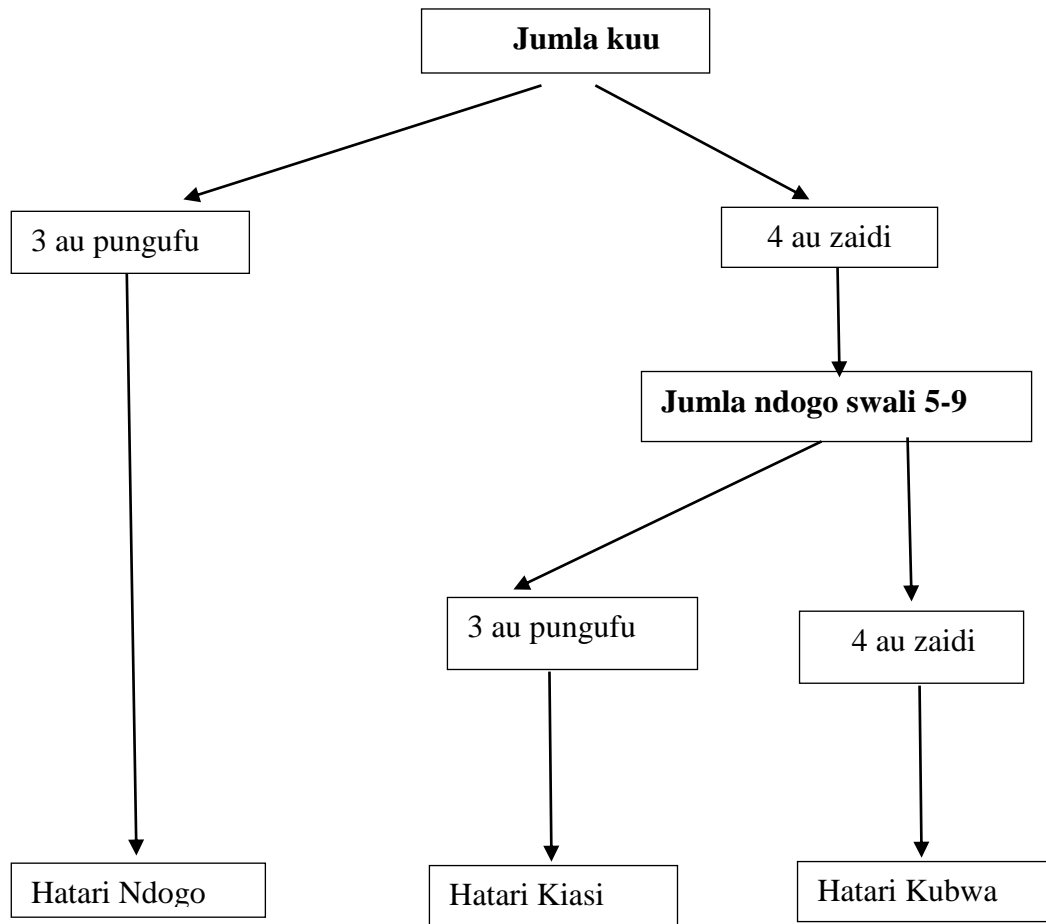 Jumla kuu
3 au pungufu
4 au zaidi
Jumla ndogo swali 5-9
3 au pungufu
4 au zaidi
Hatari Ndogo
Hatari Kiasi
Hatari Kubwa